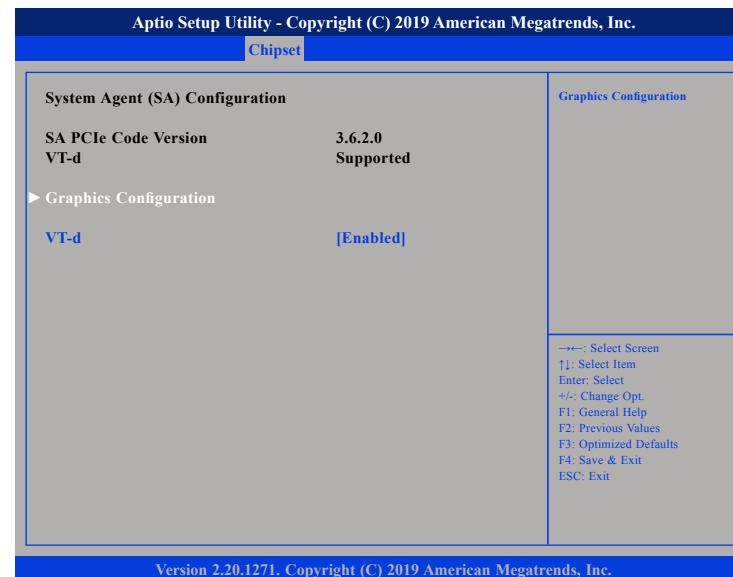 Aptio Setup Utility - Copyright (C) 2019 American Megatrends, Inc.
Chipset
System Agent (SA) Configuration
SA PCIe Code Version 3.6.2.0
VT-d Supported
► Graphics Configuration
VT-d [Enabled]
Graphics Configuration
→←: Select Screen
↑↓: Select Item
Enter: Select
+/-: Change Opt.
F1: General Help
F2: Previous Values
F3: Optimized Defaults
F4: Save & Exit
ESC: Exit
Version 2.20.1271. Copyright (C) 2019 American Megatrends, Inc.